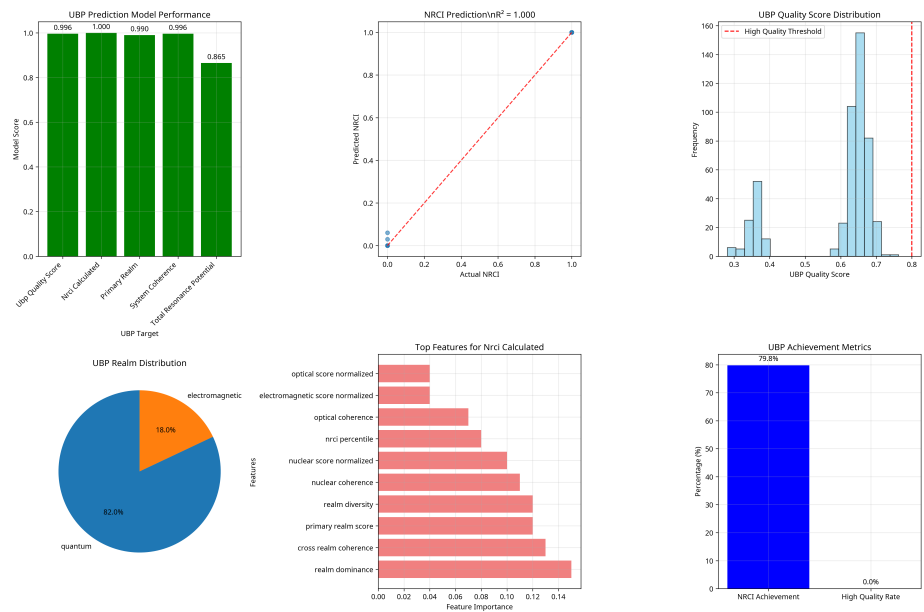 UBP Prediction Model Performance
0.996
1.000
0.990
0.996
0.865
1.0
0.8
0.6
0.4
0.2
0.0
Model Score
Ubp Quality Score
Nrci Calculated
Primary Realm
System Coherence
Total Resonance Potential
UBP Target
NRCI Prediction\nR² = 1.000
1.0
0.8
0.6
0.4
0.2
0.0
Predicted NRCI
0.0 0.2 0.4 0.6 0.8 1.0
Actual NRCI
UBP Quality Score Distribution
High Quality Threshold
160
140
120
100
80
60
40
20
0
Frequency
0.3 0.4 0.5 0.6 0.7 0.8
UBP Quality Score
UBP Realm Distribution
electromagnetic
18.0%
82.0%
quantum
Top Features for Nrci Calculated
optical score normalized
electromagnetic score normalized
optical coherence
nrci percentile
nuclear score normalized
nuclear coherence
realm diversity
primary realm score
cross realm coherence
realm dominance
Features
0.00 0.02 0.04 0.06 0.08 0.10 0.12 0.14
Feature Importance
UBP Achievement Metrics
79.8%
0.0%
80
70
60
50
40
30
20
10
0
Percentage (%)
NRCI Achievement
High Quality Rate